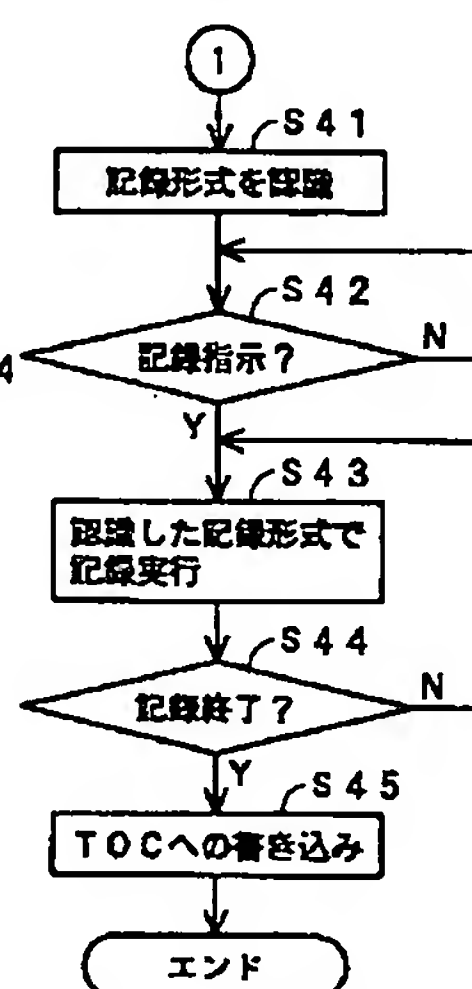 1
S41
記録形式を認識
S42
記録指示?
N
4
Y
S43
認識した記録形式で
記録実行
S44
記録終了?
N
Y
S45
TOCへの書き込み
エンド